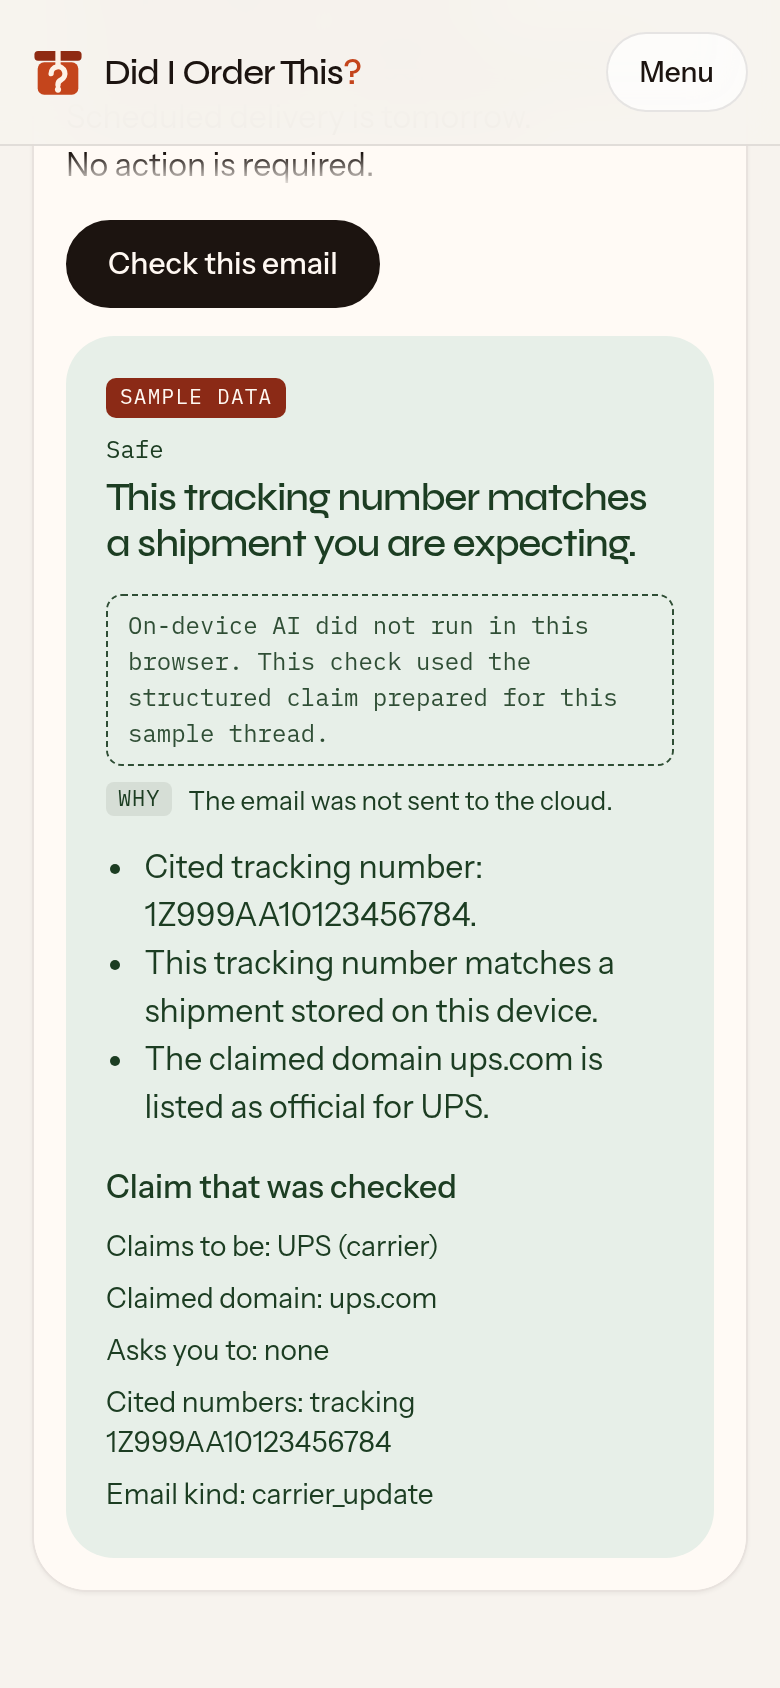 Did I Order This?
Menu
Scheduled delivery is tomorrow.
No action is required.
Check this email
SAMPLE DATA
Safe
This tracking number matches
a shipment you are expecting.
On-device AI did not run in this
browser. This check used the
structured claim prepared for this
sample thread.
WHY The email was not sent to the cloud.
• Cited tracking number:
1Z999AA10123456784.
• This tracking number matches a
shipment stored on this device.
• The claimed domain ups.com is
listed as official for UPS.
Claim that was checked
Claims to be: UPS (carrier)
Claimed domain: ups.com
Asks you to: none
Cited numbers: tracking
1Z999AA10123456784
Email kind: carrier_update